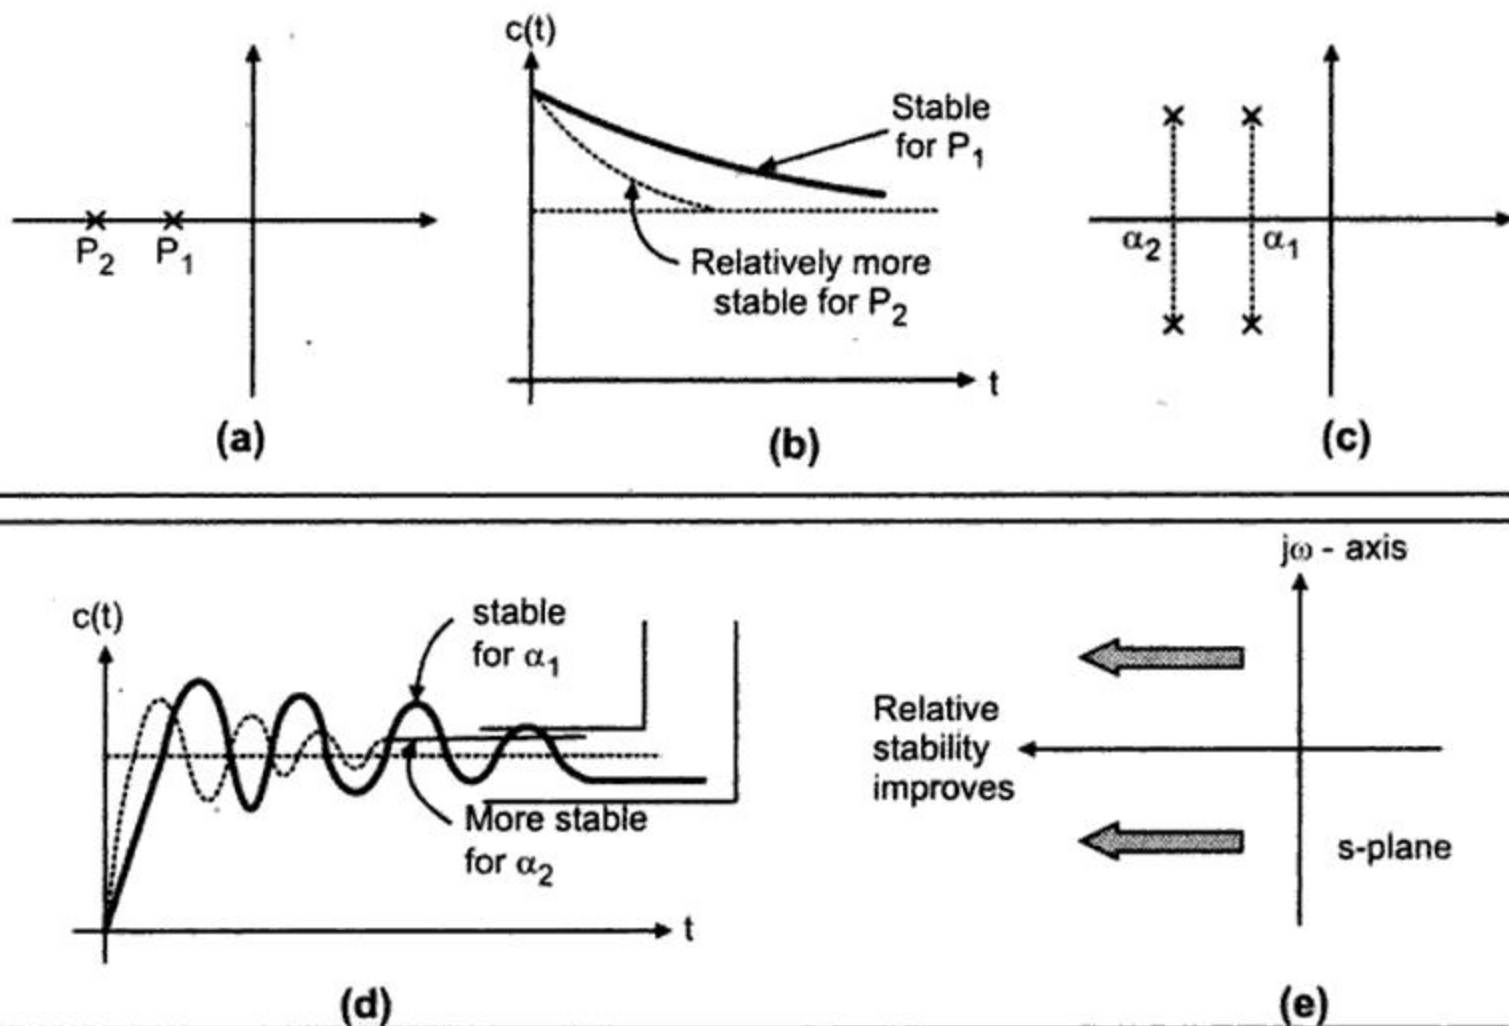 c(t)
Stable
for P₁
P₂ P₁
α₂ α₁
Relatively more
stable for P₂
t
(a) (b) (c)
jω - axis
c(t)
stable
for α₁
Relative
stability
improves
More stable
for α₂
s-plane
t
(d) (e)